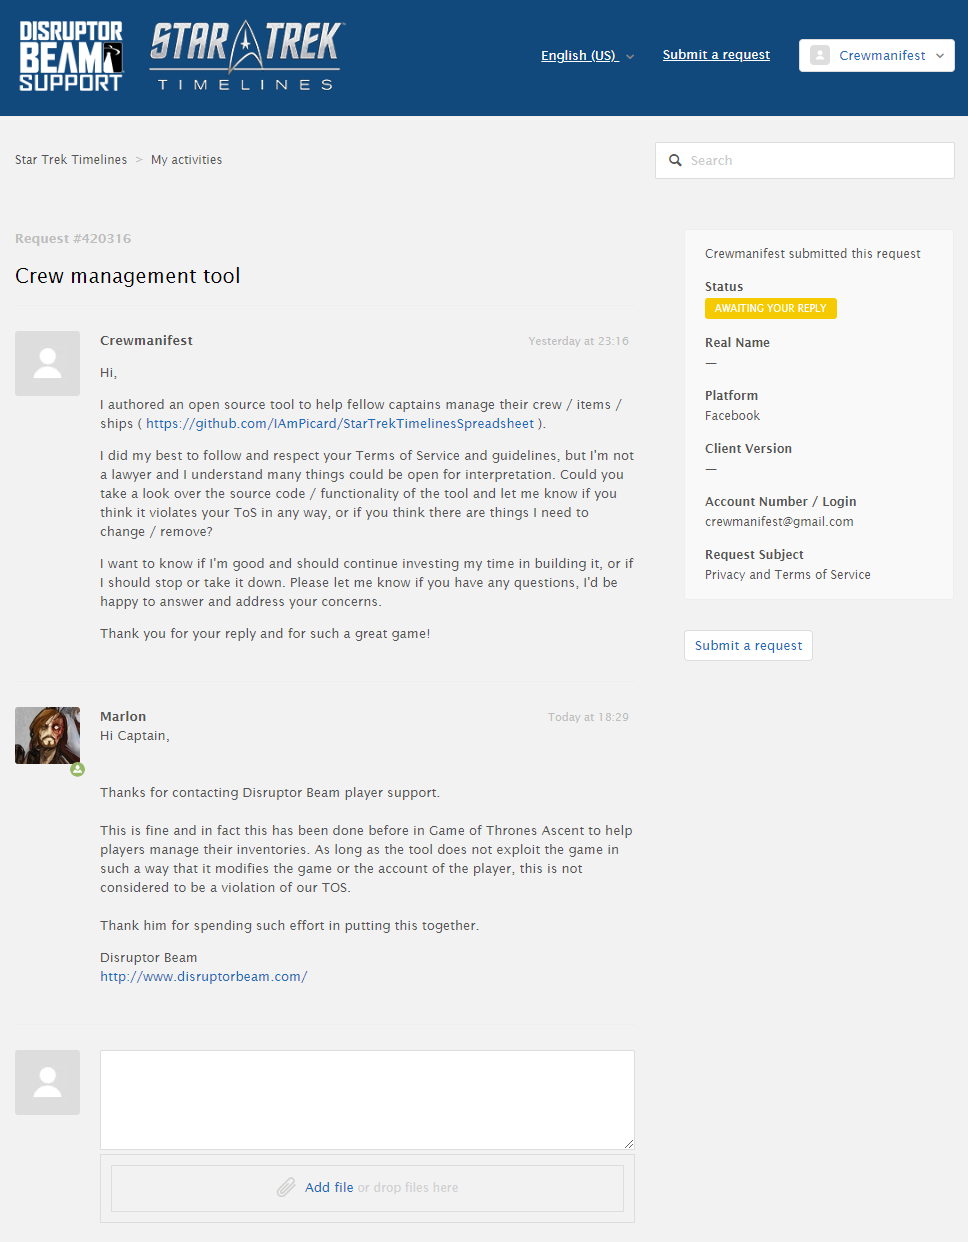 DISRUPTOR
BEAM
SUPPORT
STAR TREK
TIMELINES
English (US)
Submit a request
Crewmanifest
Star Trek Timelines > My activities
Search
Request #420316
Crew management tool
Crewmanifest
Yesterday at 23:16
Hi,
I authored an open source tool to help fellow captains manage their crew / items /
ships ( https://github.com/IAmPicard/StarTrekTimelinesSpreadsheet ).
I did my best to follow and respect your Terms of Service and guidelines, but I'm not
a lawyer and I understand many things could be open for interpretation. Could you
take a look over the source code / functionality of the tool and let me know if you
think it violates your ToS in any way, or if you think there are things I need to
change / remove?
I want to know if I'm good and should continue investing my time in building it, or if
I should stop or take it down. Please let me know if you have any questions, I'd be
happy to answer and address your concerns.
Thank you for your reply and for such a great game!
Marlon
Today at 18:29
Hi Captain,
Thanks for contacting Disruptor Beam player support.
This is fine and in fact this has been done before in Game of Thrones Ascent to help
players manage their inventories. As long as the tool does not exploit the game in
such a way that it modifies the game or the account of the player, this is not
considered to be a violation of our TOS.
Thank him for spending such effort in putting this together.
Disruptor Beam
http://www.disruptorbeam.com/
Add file or drop files here
Crewmanifest submitted this request
Status
AWAITING YOUR REPLY
Real Name
—
Platform
Facebook
Client Version
—
Account Number / Login
crewmanifest@gmail.com
Request Subject
Privacy and Terms of Service
Submit a request